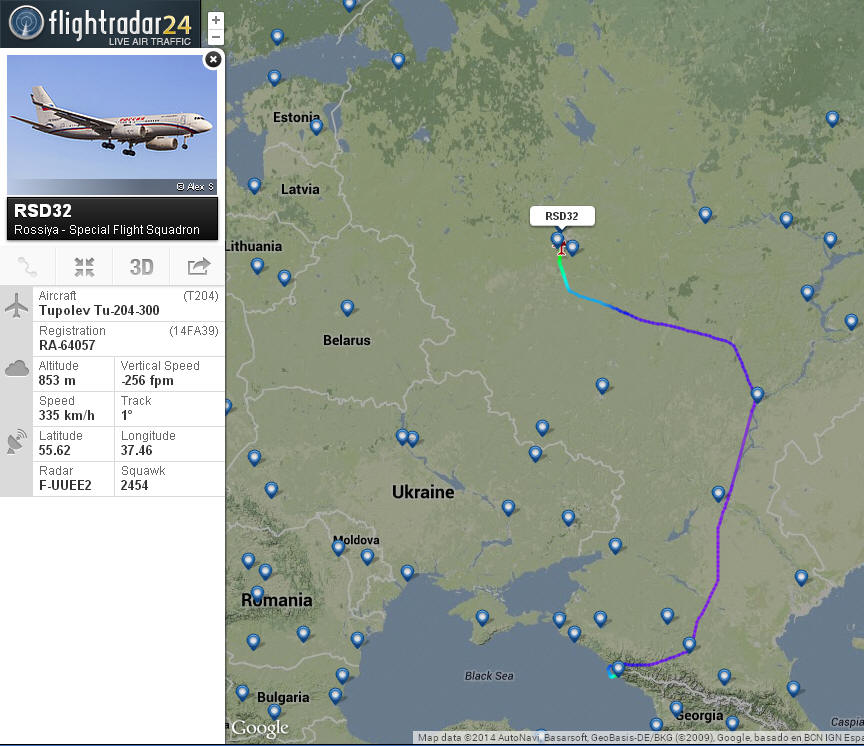 flightradar24
LIVE AIR TRAFFIC
+
−
РОССИЯ
© Alex S
RSD32
Rossiya - Special Flight Squadron
3D
Aircraft (T204)
Tupolev Tu-204-300
Registration (14FA39)
RA-64057
Altitude Vertical Speed
853 m -256 fpm
Speed Track
335 km/h 1°
Latitude Longitude
55.62 37.46
Radar Squawk
F-UUEE2 2454
Estonia
Latvia
RSD32
Lithuania
Belarus
Ukraine
Moldova
Romania
Black Sea
Bulgaria
Georgia
Caspia
Google
Map data ©2014 AutoNavi, Basarsoft, GeoBasis-DE/BKG (©2009), Google, basado en BCN IGN Espa